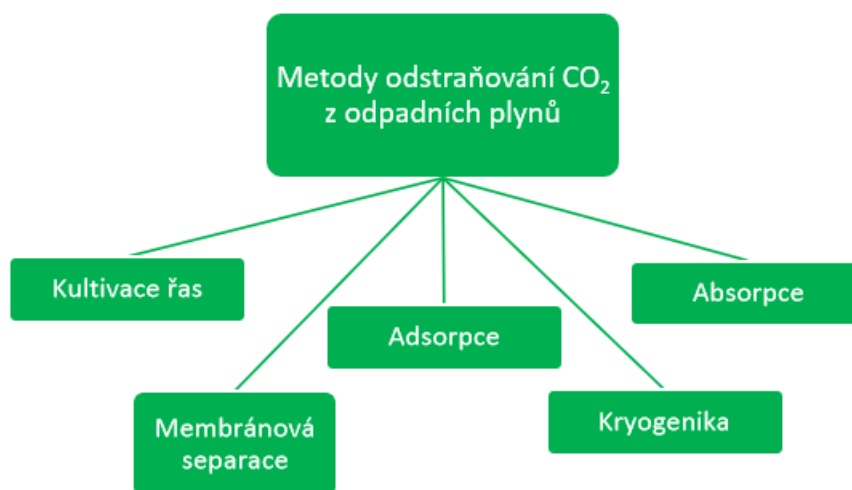 Metody odstraňování CO₂
z odpadních plynů
Kultivace řas
Absorpce
Adsorpce
Membránová
separace
Kryogenika